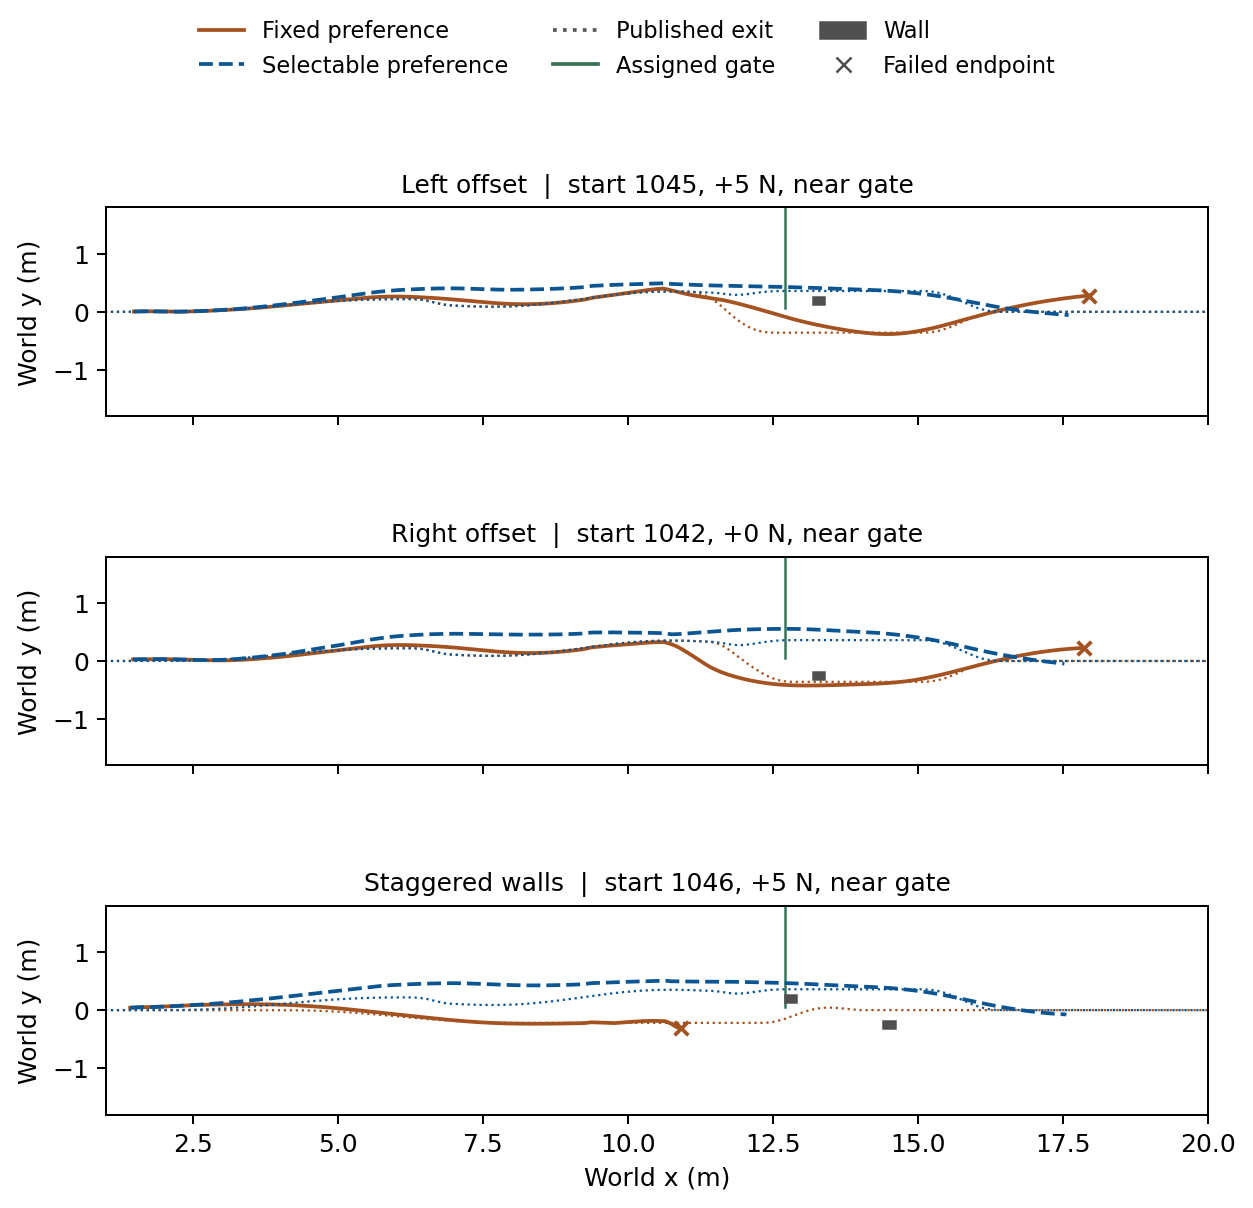 Fixed preference
Selectable preference
Published exit
Assigned gate
Wall
Failed endpoint
Left offset | start 1045, +5 N, near gate
World y (m)
1
0
−1
Right offset | start 1042, +0 N, near gate
World y (m)
1
0
−1
Staggered walls | start 1046, +5 N, near gate
World y (m)
1
0
−1
2.5 5.0 7.5 10.0 12.5 15.0 17.5 20.0
World x (m)